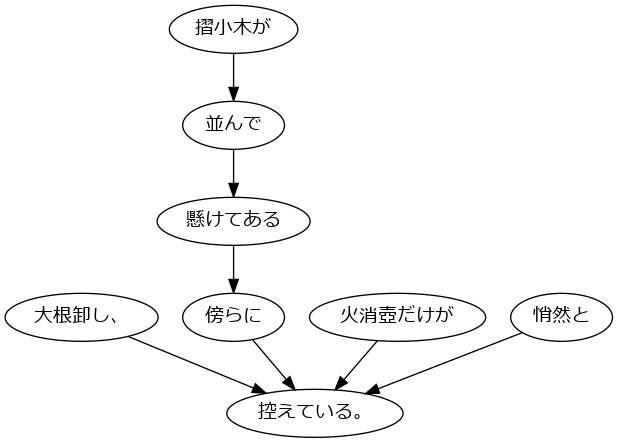 摺小木が
並んで
懸けてある
大根卸し、
傍らに
火消壺だけが
悄然と
控えている。